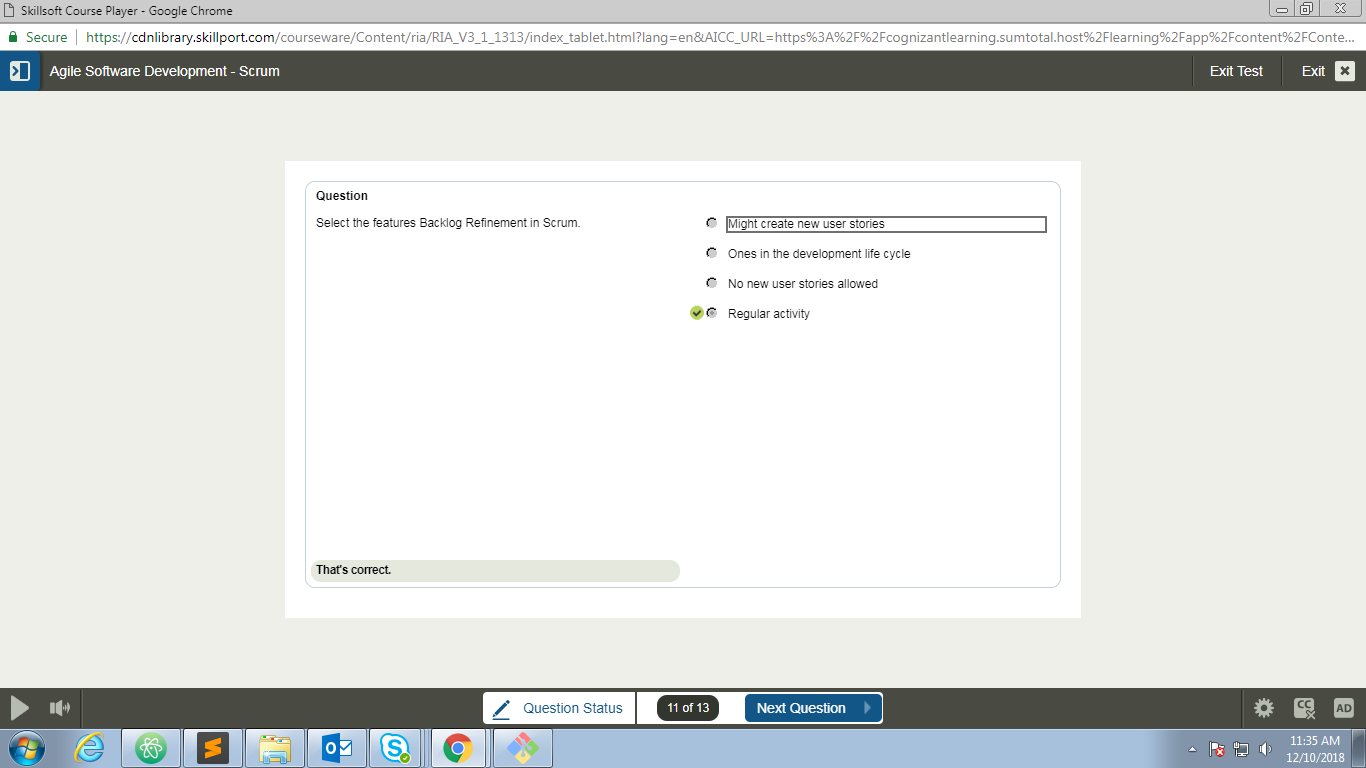 Skillsoft Course Player - Google Chrome
Secure https://cdnlibrary.skillport.com/courseware/Content/ria/RIA_V3_1_1313/index_tablet.html?lang=en&AICC_URL=https%3A%2F%2Fcognizantlearning.sumtotal.host%2Flearning%2Fapp%2Fcontent%2FConte...
Agile Software Development - Scrum
Exit Test
Exit
Question
Select the features Backlog Refinement in Scrum.
Might create new user stories
Ones in the development life cycle
No new user stories allowed
Regular activity
That's correct.
Question Status
11 of 13
Next Question
CC
AD
11:35 AM
12/10/2018